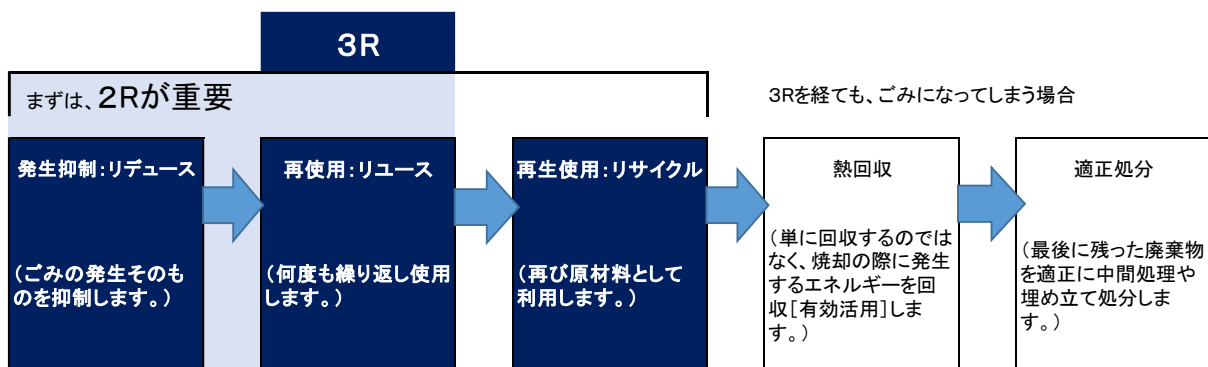 3R
まずは、2Rが重要
3Rを経ても、ごみになってしまう場合
発生抑制：リデュース
（ごみの発生そのも
のを抑制します。）
再使用：リユース
（何度も繰り返し使用
します。）
再生使用：リサイクル
（再び原材料として
利用します。）
熱回収
（単に回収するのでは
なく、焼却の際に発生
するエネルギーを回
収［有効活用］しま
す。）
適正処分
（最後に残った廃棄物
を適正に中間処理や
埋め立て処分しま
す。）